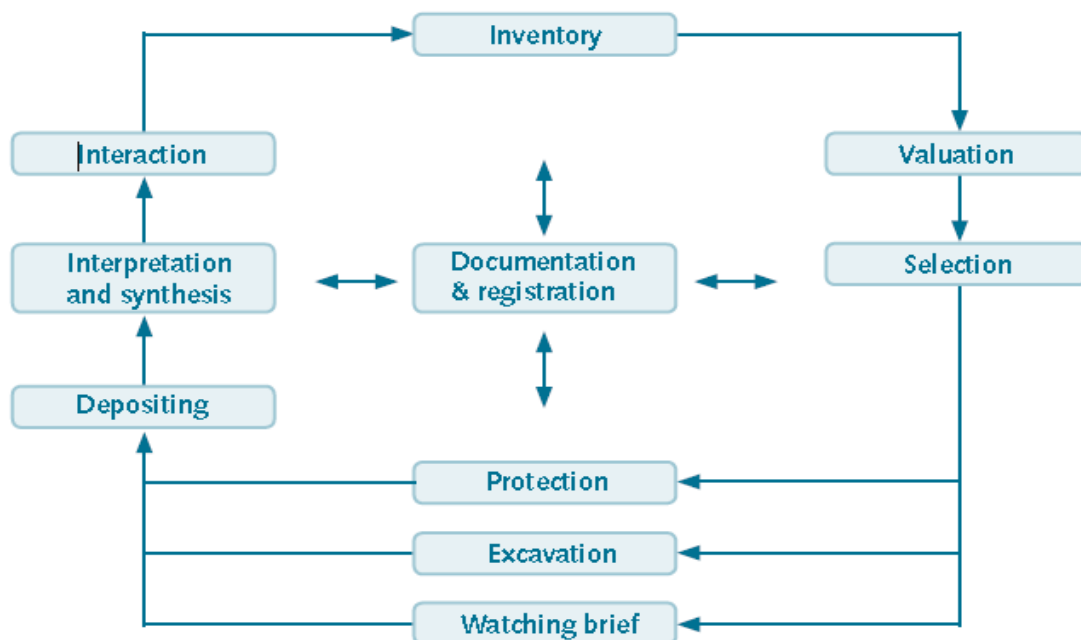 Inventory
Interaction
Valuation
Interpretation
and synthesis
Documentation
& registration
Selection
Depositing
Protection
Excavation
Watching brief